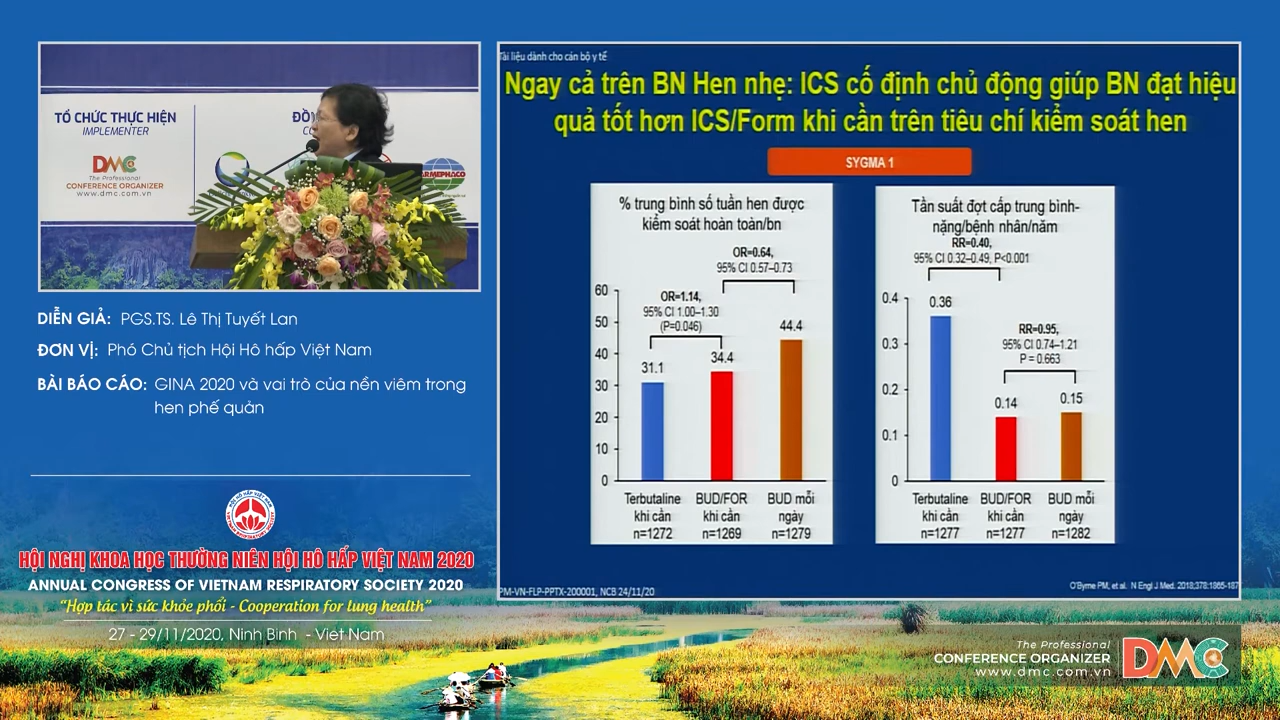 TỔ CHỨC THỰC HIỆN
IMPLEMENTER
DMC
The Professional
CONFERENCE ORGANIZER
www.dmc.com.vn
DIỄN GIẢ: PGS.TS. Lê Thị Tuyết Lan
ĐƠN VỊ: Phó Chủ tịch Hội Hô hấp Việt Nam
BÀI BÁO CÁO: GINA 2020 và vai trò của nền viêm trong
hen phế quản
HỘI NGHỊ KHOA HỌC THƯỜNG NIÊN HỘI HÔ HẤP VIỆT NAM 2020
ANNUAL CONGRESS OF VIETNAM RESPIRATORY SOCIETY 2020
“Hợp tác vì sức khỏe phổi - Cooperation for lung health”
27 - 29/11/2020, Ninh Bình - Viet Nam
Tài liệu dành cho cán bộ y tế
Ngay cả trên BN Hen nhẹ: ICS cố định chủ động giúp BN đạt hiệu
quả tốt hơn ICS/Form khi cần trên tiêu chí kiểm soát hen
SYGMA 1
% trung bình số tuần hen được
kiểm soát hoàn toàn/bn
OR=0.64,
95% CI 0.57–0.73
OR=1.14,
95% CI 1.00–1.30
(P=0.046)
60
50
40
30
20
10
0
31.1
34.4
44.4
Terbutaline
khi cần
n=1272
BUD/FOR
khi cần
n=1269
BUD mỗi
ngày
n=1279
Tần suất đợt cấp trung bình-
nặng/bệnh nhân/năm
RR=0.40,
95% CI 0.32–0.49, P<0.001
RR=0.95,
95% CI 0.74–1.21
P = 0.663
0.4
0.3
0.2
0.1
0
0.36
0.14
0.15
Terbutaline
khi cần
n=1277
BUD/FOR
khi cần
n=1277
BUD mỗi
ngày
n=1282
PM-VN-FLP-PPTX-200001, NCB 24/11/20
O'Byrne PM, et al. N Engl J Med. 2018;378:1865-187
The Professional
CONFERENCE ORGANIZER
www.dmc.com.vn
DMC